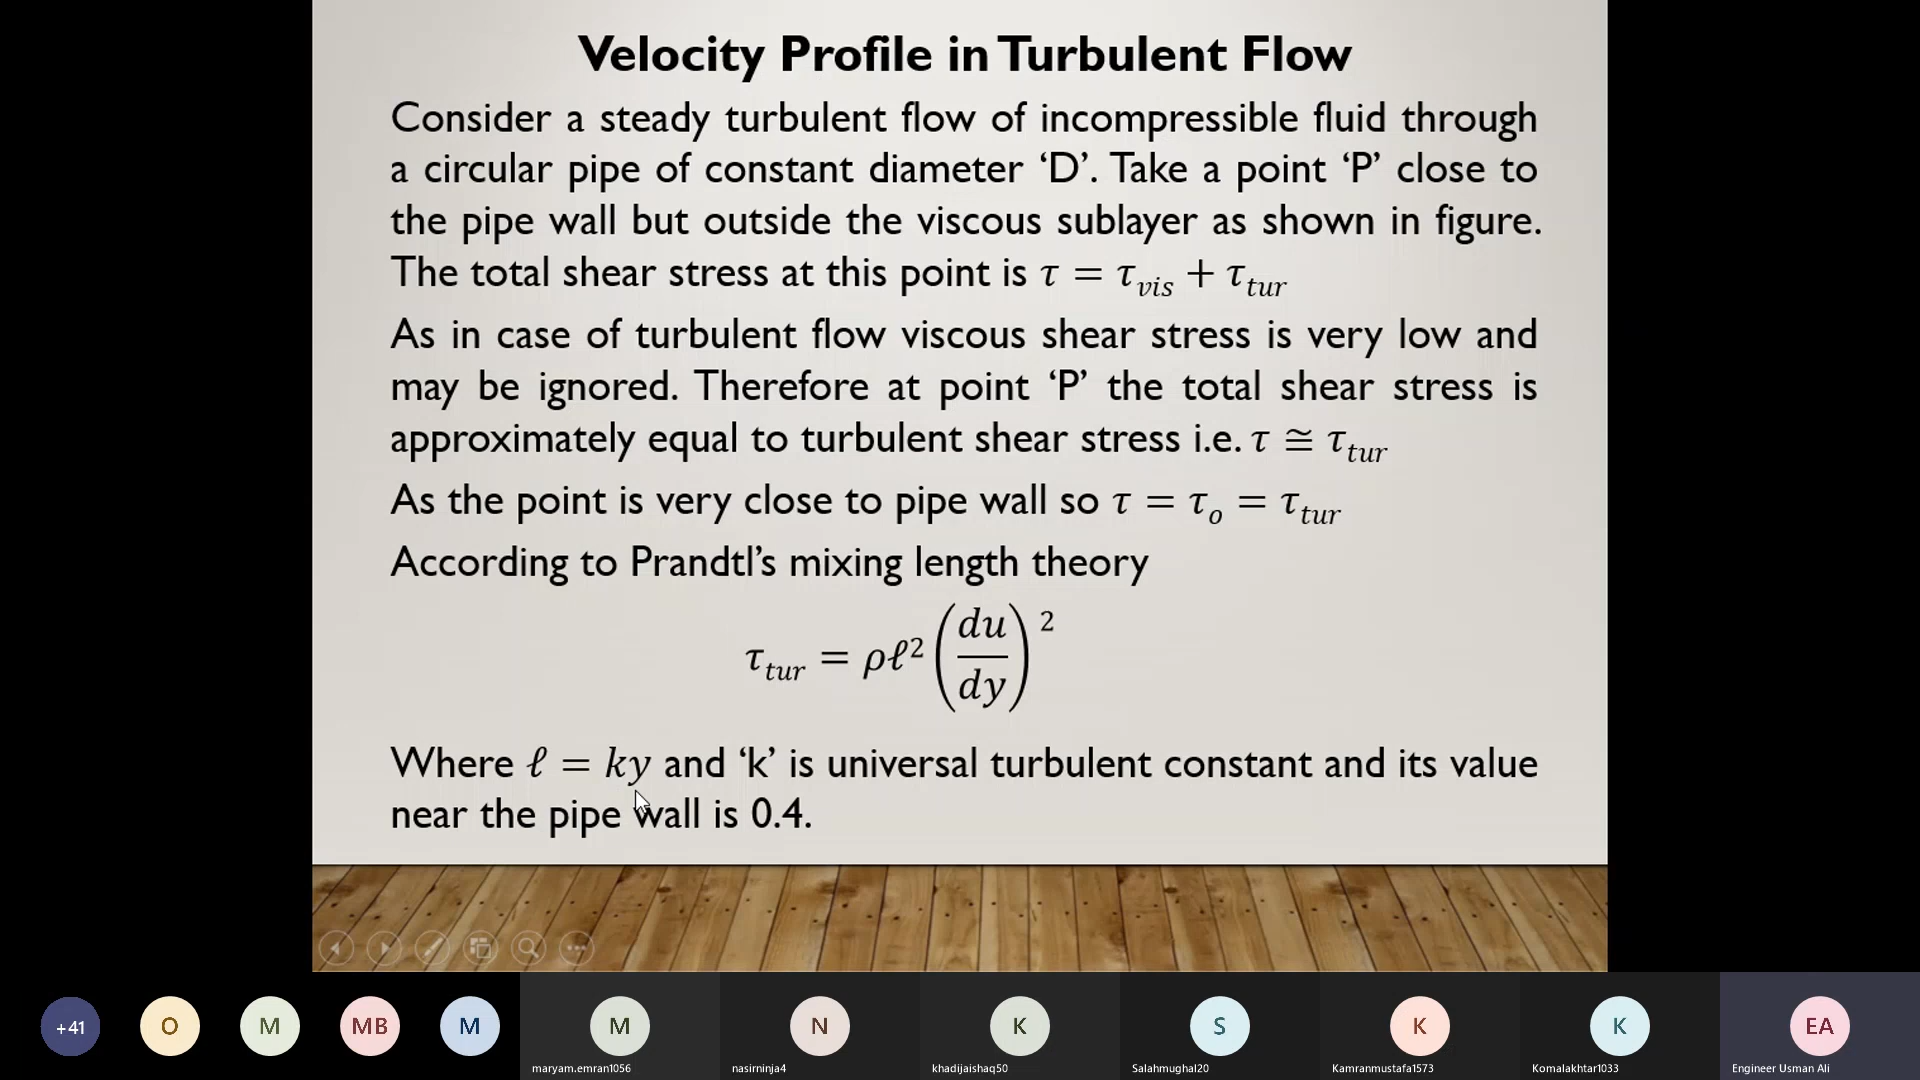 Velocity Profile in Turbulent Flow
Consider a steady turbulent flow of incompressible fluid through
a circular pipe of constant diameter ‘D’. Take a point ‘P’ close to
the pipe wall but outside the viscous sublayer as shown in figure.
The total shear stress at this point is τ = τ_vis + τ_tur
As in case of turbulent flow viscous shear stress is very low and
may be ignored. Therefore at point ‘P’ the total shear stress is
approximately equal to turbulent shear stress i.e. τ ≅ τ_tur
As the point is very close to pipe wall so τ = τ_o = τ_tur
According to Prandtl’s mixing length theory
τ_tur = ρℓ² (du/dy)²
Where ℓ = ky and ‘k’ is universal turbulent constant and its value
near the pipe wall is 0.4.
+41 O M MB M M N K S K K EA
maryam.emran1056 nasirninja4 khadijaishaq50 Salahmughal20 Kamranmustafa1573 Komalakhtar1033 Engineer Usman Ali